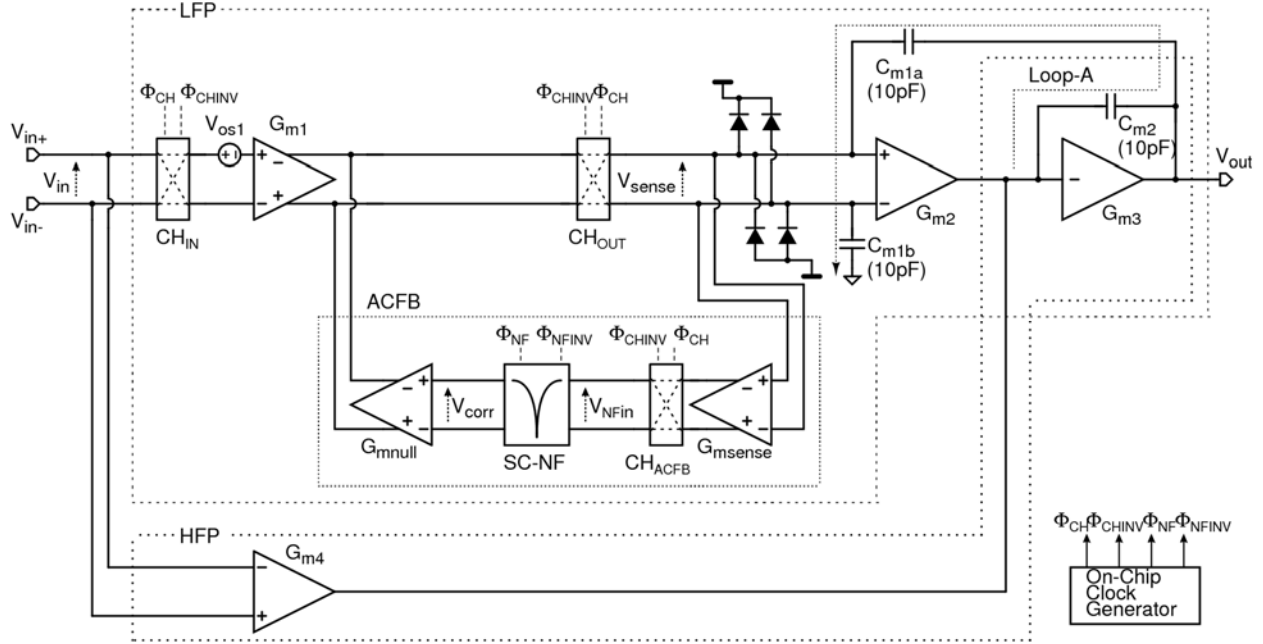 LFP
C_m1a
(10pF)
Loop-A
C_m2
(10pF)
Φ_CH Φ_CHINV
V_os1
G_m1
Φ_CHINV Φ_CH
V_in+
V_in
V_in-
CH_IN
+
-
-
+
+
-
CH_OUT
V_sense
+
-
G_m2
-
G_m3
V_out
C_m1b
(10pF)
ACFB
Φ_NF Φ_NFINV
Φ_CHINV Φ_CH
-
+
+
-
G_mnull
V_corr
SC-NF
V_NFin
CH_ACFB
-
+
+
-
G_msense
HFP
G_m4
-
+
Φ_CH Φ_CHINV Φ_NF Φ_NFINV
On-Chip
Clock
Generator